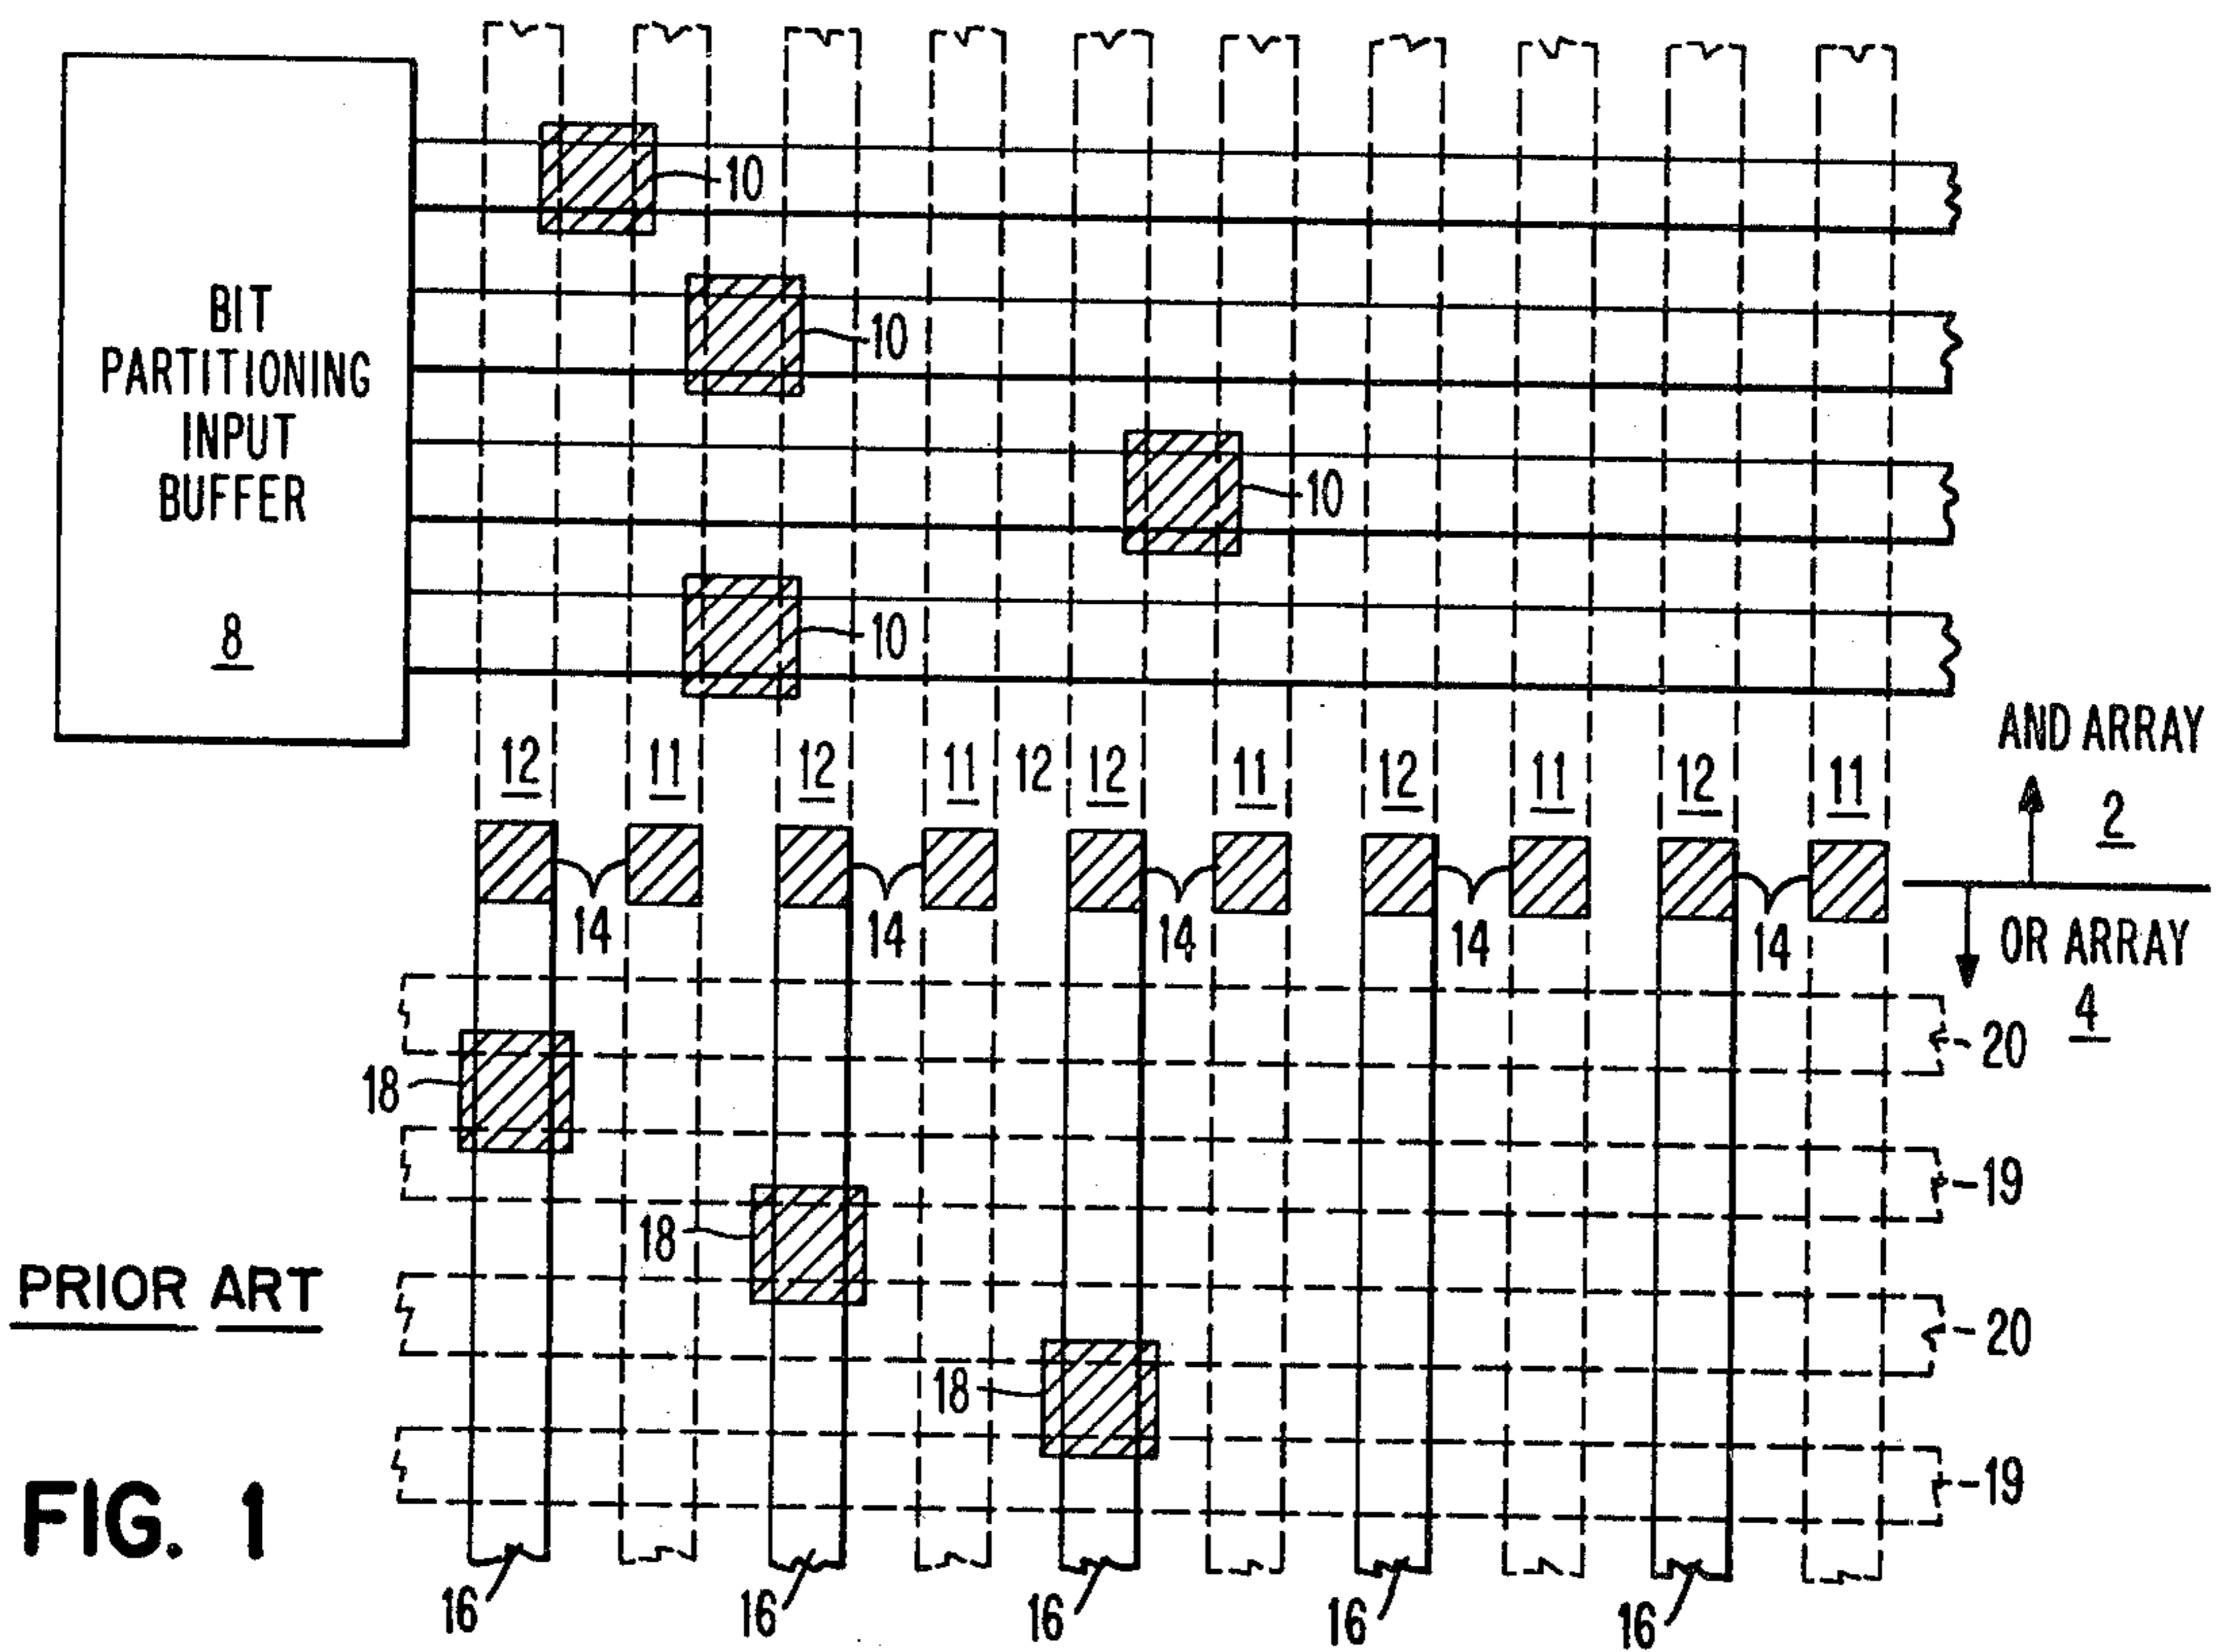 10
10
BIT
PARTITIONING
INPUT
BUFFER
10
8
10
AND ARRAY
12 11 12 11 12 12 11 12 11 12 11
2
14 14 14 14 14
OR ARRAY
4
20
18
19
18
PRIOR ART
20
18
19
FIG. 1
16 16 16 16 16